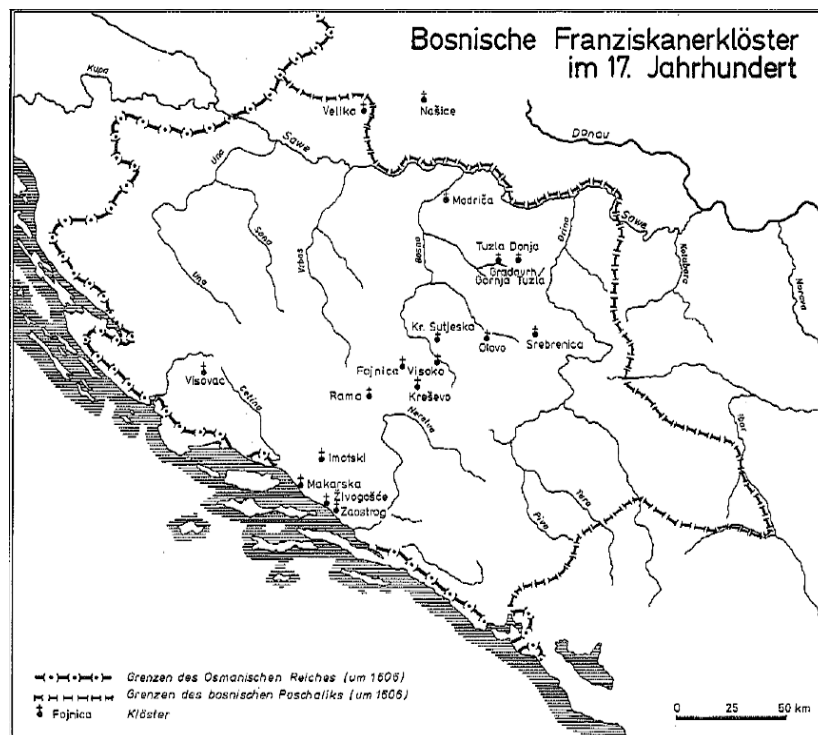 Bosnische Franziskanerklöster
im 17. Jahrhundert
Kupa
Velika
Našice
Donau
Sawe
Una
Modriča
Sana
Vrbas
Bosna
Drina
Sawe
Kolubara
Morava
Tuzla Donja
Gradovrh/
Gornja Tuzla
Una
Kr. Sutjeska
Olovo
Srebrenica
Fojnica
Visoko
Visovac
Cetina
Rama
Kreševo
Neretva
Igar
Imotski
Makarska
Živogošće
Zaostrog
Piva
Tara
Grenzen des Osmanischen Reiches (um 1606)
Grenzen des bosnischen Paschaliks (um 1606)
Fojnica Klöster
0 25 50 km